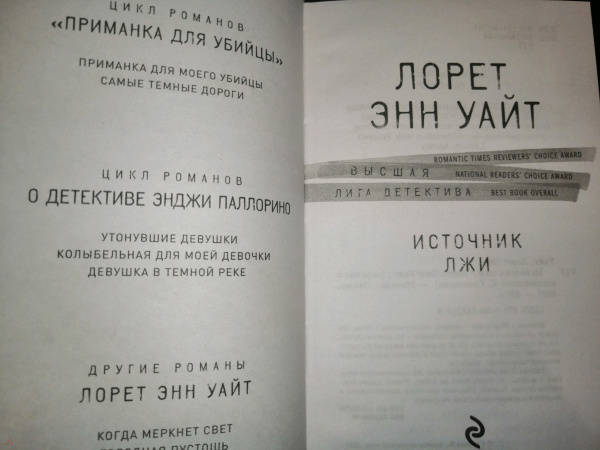 ЦИКЛ РОМАНОВ
«ПРИМАНКА ДЛЯ УБИЙЦЫ»
ПРИМАНКА ДЛЯ МОЕГО УБИЙЦЫ
САМЫЕ ТЕМНЫЕ ДОРОГИ
ЦИКЛ РОМАНОВ
О ДЕТЕКТИВЕ ЭНДЖИ ПАЛЛОРИНО
УТОНУВШИЕ ДЕВУШКИ
КОЛЫБЕЛЬНАЯ ДЛЯ МОЕЙ ДЕВОЧКИ
ДЕВУШКА В ТЕМНОЙ РЕКЕ
ДРУГИЕ РОМАНЫ
ЛОРЕТ ЭНН УАЙТ
КОГДА МЕРКНЕТ СВЕТ
ПУСТОШЬ
ЛОРЕТ
ЭНН УАЙТ
ROMANTIC TIMES REVIEWERS' CHOICE AWARD
ВЫСШАЯ NATIONAL READERS' CHOICE AWARD
ЛИГА ДЕТЕКТИВА BEST BOOK OVERALL
ИСТОЧНИК
ЛЖИ